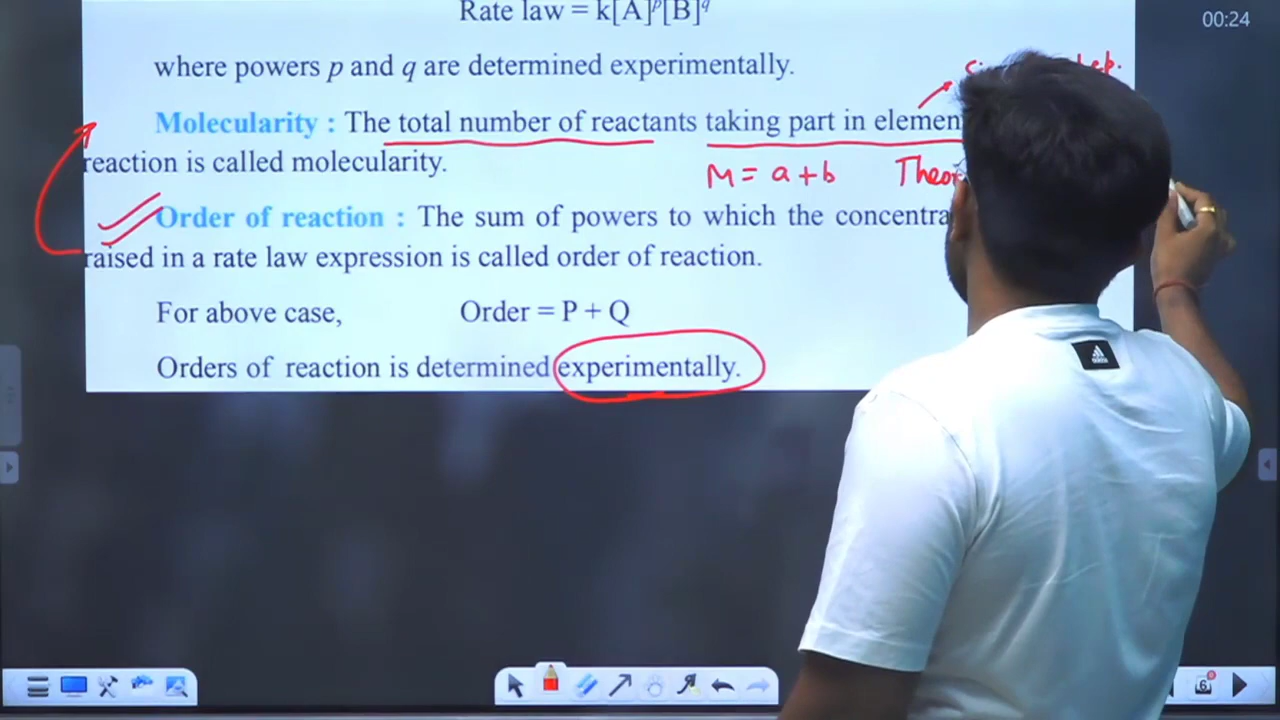 00:24
Rate law = k[A]ᵖ[B]ᑫ
where powers p and q are determined experimentally.
Molecularity : The total number of reactants taking part in elemen
reaction is called molecularity.
M = a + b Theo
Order of reaction : The sum of powers to which the concentra
raised in a rate law expression is called order of reaction.
For above case, Order = P + Q
Orders of reaction is determined experimentally.
6